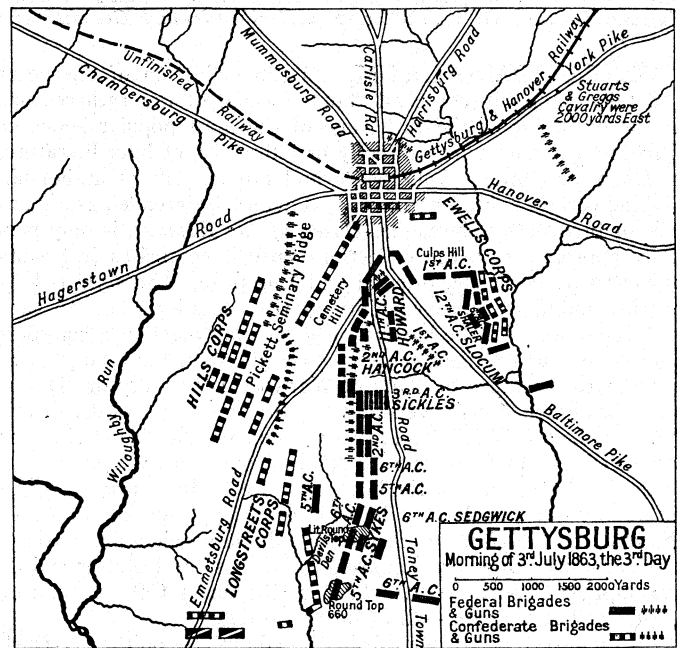 Unfinished
Railway
Chambersburg
Pike
Mummasburg Road
Carlisle Rd.
Harrisburg Road
Gettysburg & Hanover Railway
York Pike
Stuarts
& Greggs
Cavalry were
2000 yards East
Hanover
Road
Hagerstown
Road
EWELLS CORPS
Culps Hill
1ST A.C.
12TH A.C. SLOCUM
Cemetery
Hill
Pickett Seminary Ridge
HILLS CORPS
11TH A.C.
HOWARD
1ST A.C.
2ND A.C.
HANCOCK
3RD A.C.
SICKLES
2ND A.C.
Baltimore Pike
Willoughby
Run
6TH A.C.
5TH A.C.
6TH A.C. SEDGWICK
5TH A.C.
6TH
A.C.
Lit. Round
Top
Den
5TH A.C. SYKES
LONGSTREETS
CORPS
Emmetsburg Road
Round Top
660
6TH A.C.
Taney
Town
Road
GETTYSBURG
Morning of 3rd July 1863, the 3rd Day
0 500 1000 1500 2000 Yards
Federal Brigades
& Guns
Confederate Brigades
& Guns